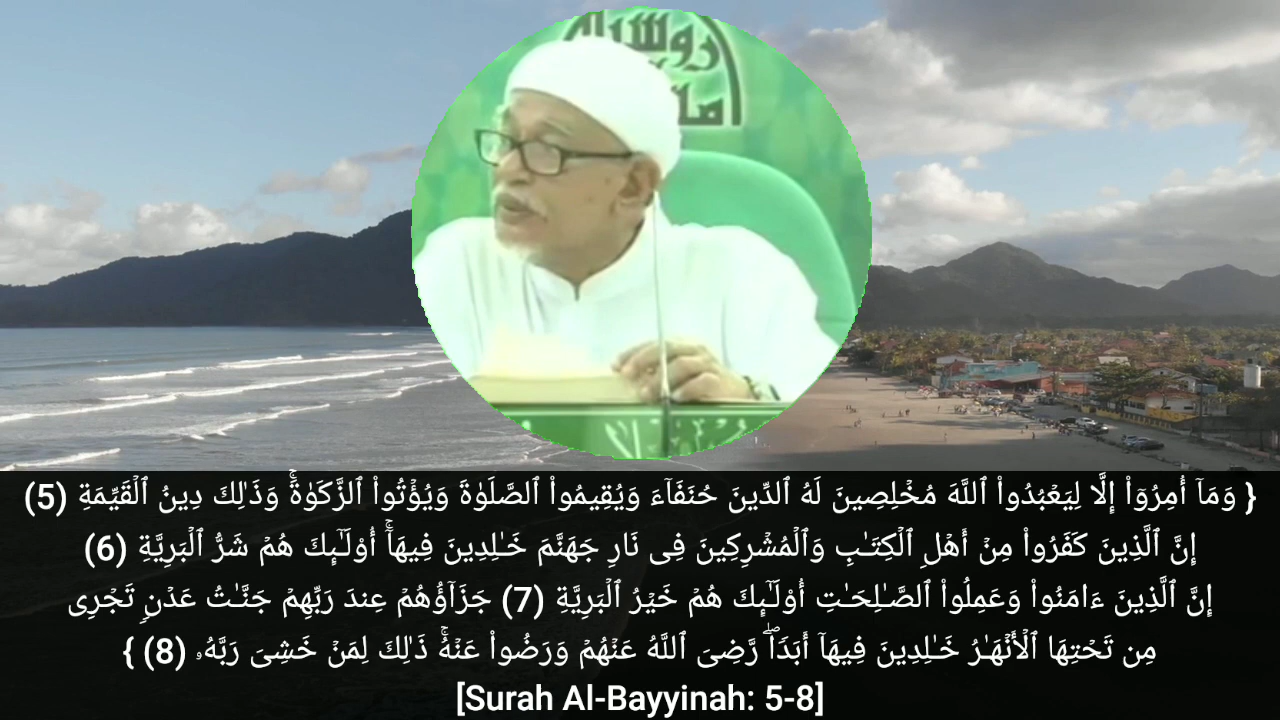 { وَمَآ أُمِرُوٓا۟ إِلَّا لِيَعْبُدُوا۟ ٱللَّهَ مُخْلِصِينَ لَهُ ٱلدِّينَ حُنَفَآءَ وَيُقِيمُوا۟ ٱلصَّلَوٰةَ وَيُؤْتُوا۟ ٱلزَّكَوٰةَۚ وَذَٰلِكَ دِينُ ٱلْقَيِّمَةِ (5)
إِنَّ ٱلَّذِينَ كَفَرُوا۟ مِنْ أَهْلِ ٱلْكِتَـٰبِ وَٱلْمُشْرِكِينَ فِى نَارِ جَهَنَّمَ خَـٰلِدِينَ فِيهَآۚ أُو۟لَـٰٓئِكَ هُمْ شَرُّ ٱلْبَرِيَّةِ (6)
إِنَّ ٱلَّذِينَ ءَامَنُوا۟ وَعَمِلُوا۟ ٱلصَّـٰلِحَـٰتِ أُو۟لَـٰٓئِكَ هُمْ خَيْرُ ٱلْبَرِيَّةِ (7) جَزَآؤُهُمْ عِندَ رَبِّهِمْ جَنَّـٰتُ عَدْنٍ تَجْرِى
مِن تَحْتِهَا ٱلْأَنْهَـٰرُ خَـٰلِدِينَ فِيهَآ أَبَدًاۖ رَّضِىَ ٱللَّهُ عَنْهُمْ وَرَضُوا۟ عَنْهُۚ ذَٰلِكَ لِمَنْ خَشِىَ رَبَّهُۥ (8) }
[Surah Al-Bayyinah: 5-8]